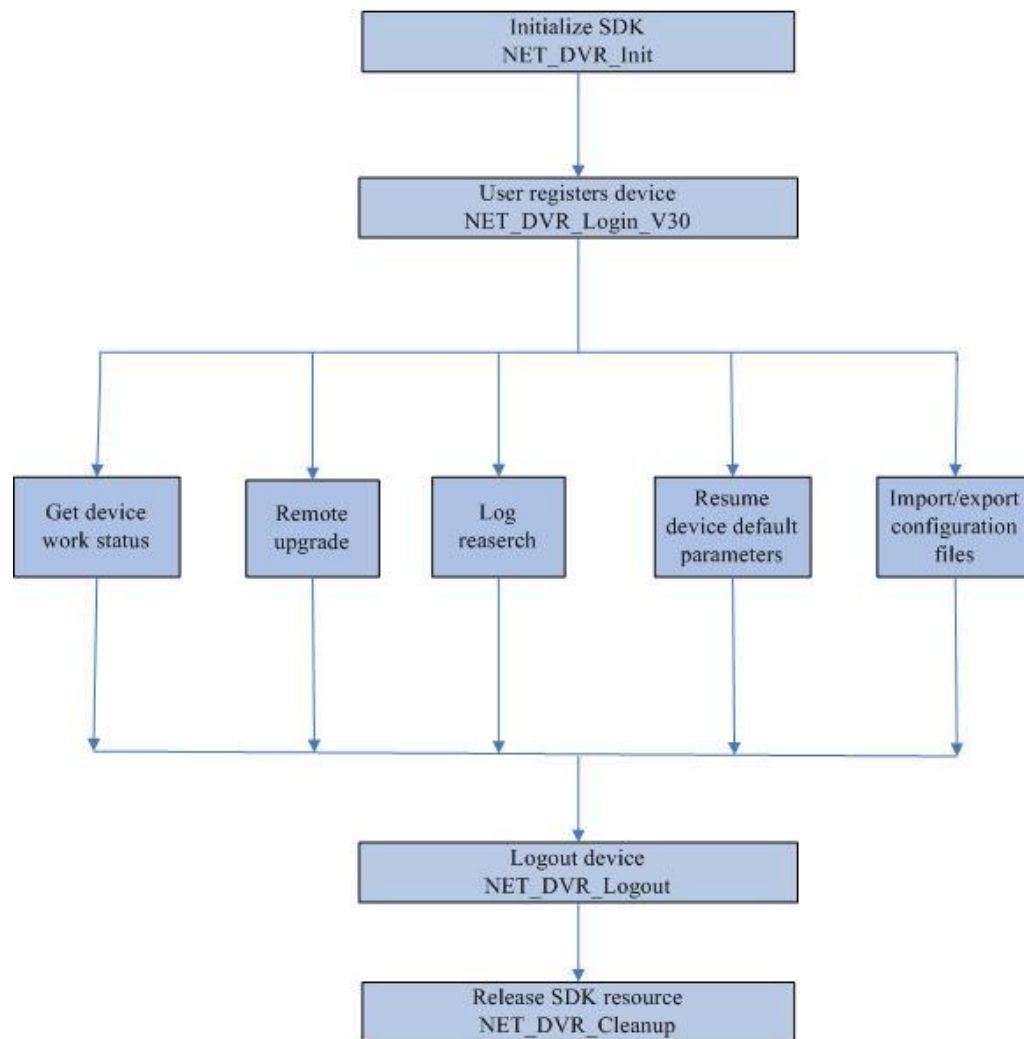 Initialize SDK
NET_DVR_Init
User registers device
NET_DVR_Login_V30
Get device
work status
Remote
upgrade
Log
reaserch
Resume
device default
parameters
Import/export
configuration
files
Logout device
NET_DVR_Logout
Release SDK resource
NET_DVR_Cleanup